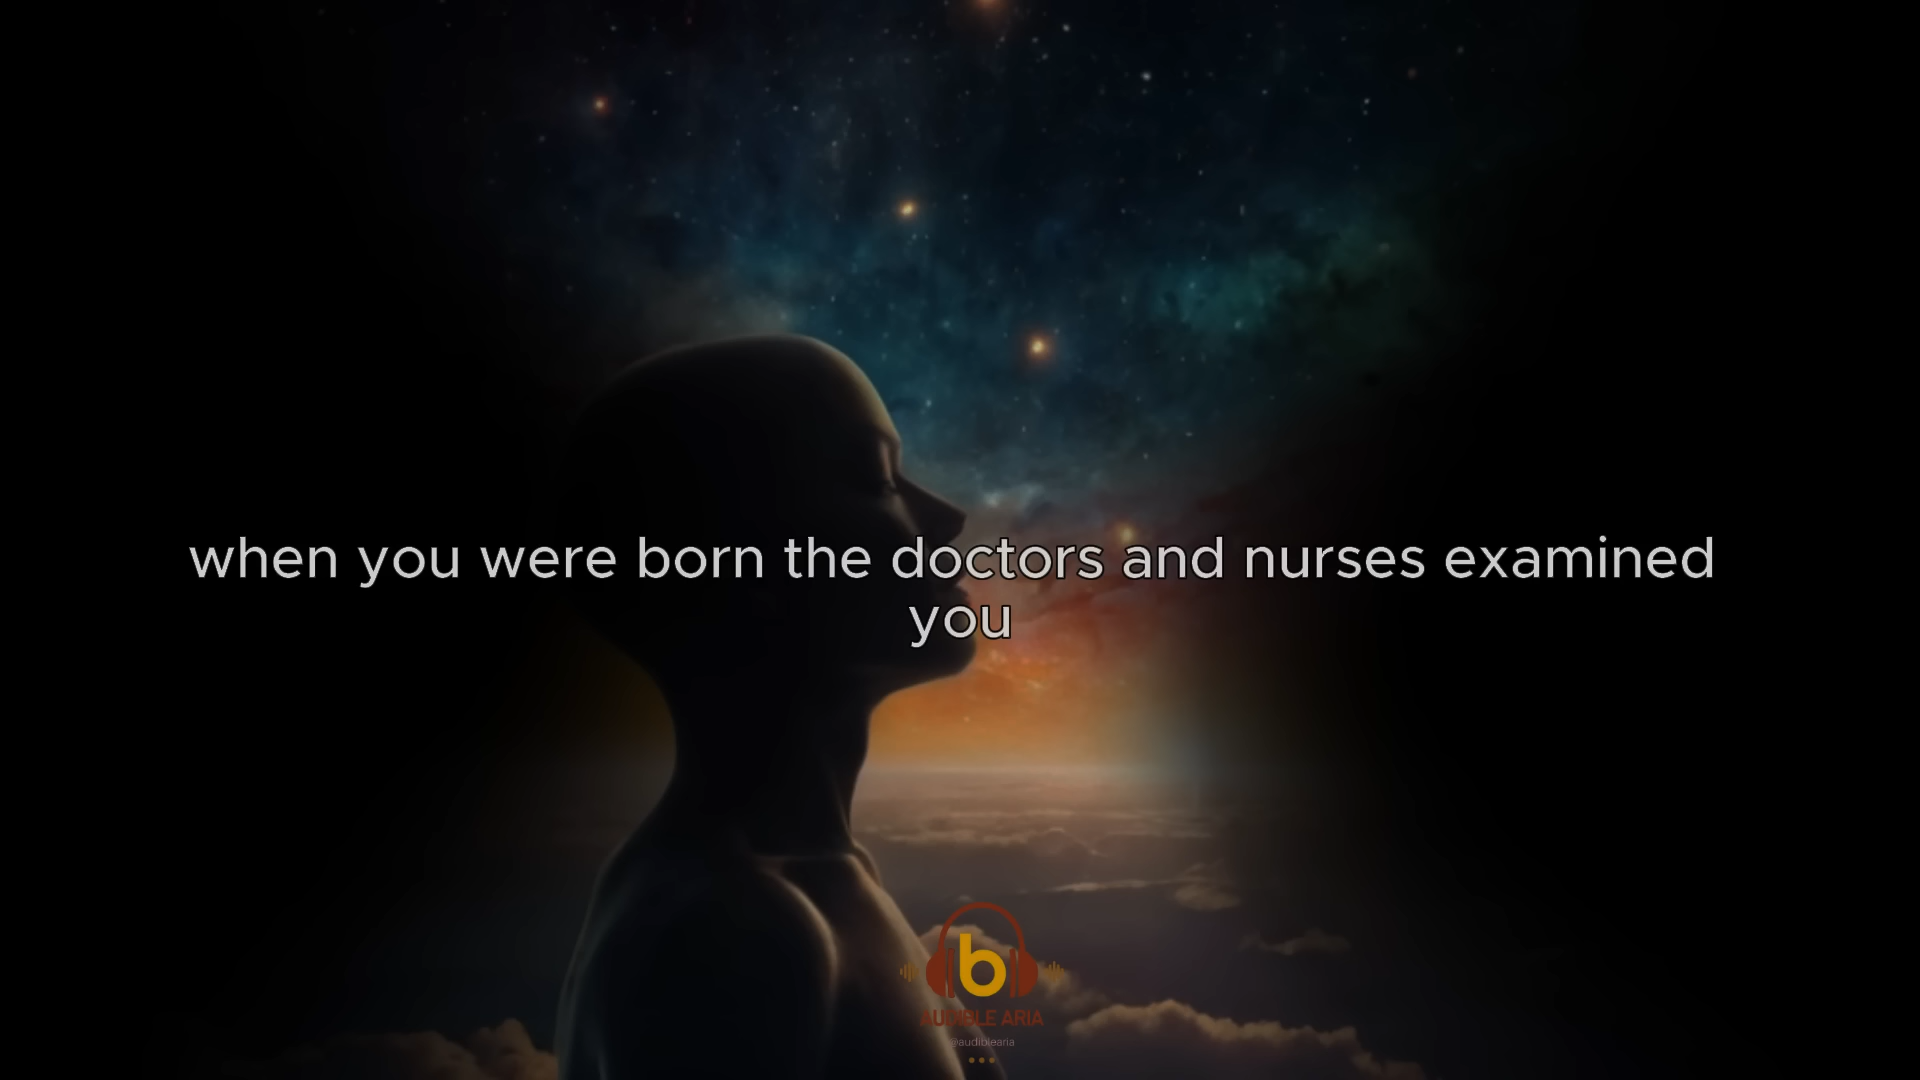 when you were born the doctors and nurses examined
you
b
AUDIBLE ARIA
@audiblearia